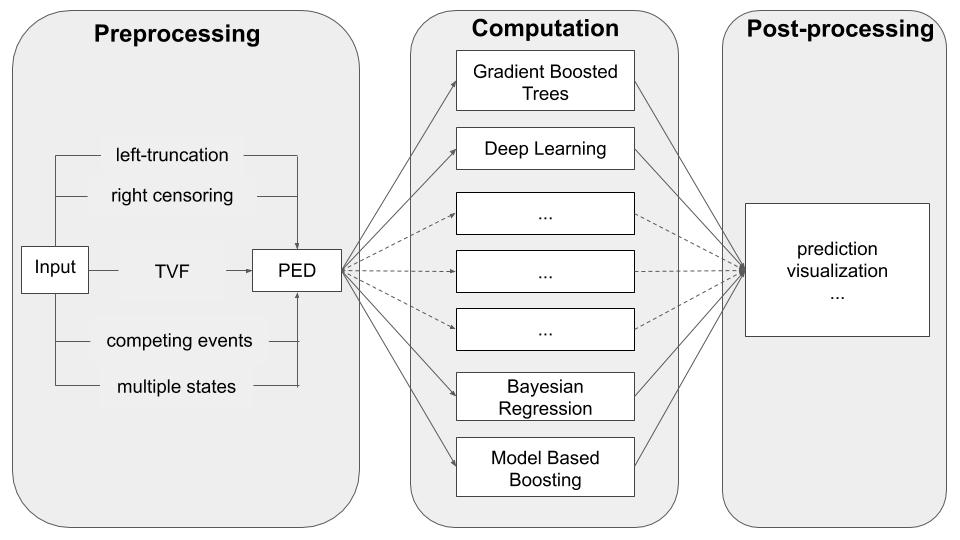 Preprocessing
left-truncation
right censoring
Input
TVF
PED
competing events
multiple states
Computation
Gradient Boosted
Trees
Deep Learning
...
...
...
Bayesian
Regression
Model Based
Boosting
Post-processing
prediction
visualization
...